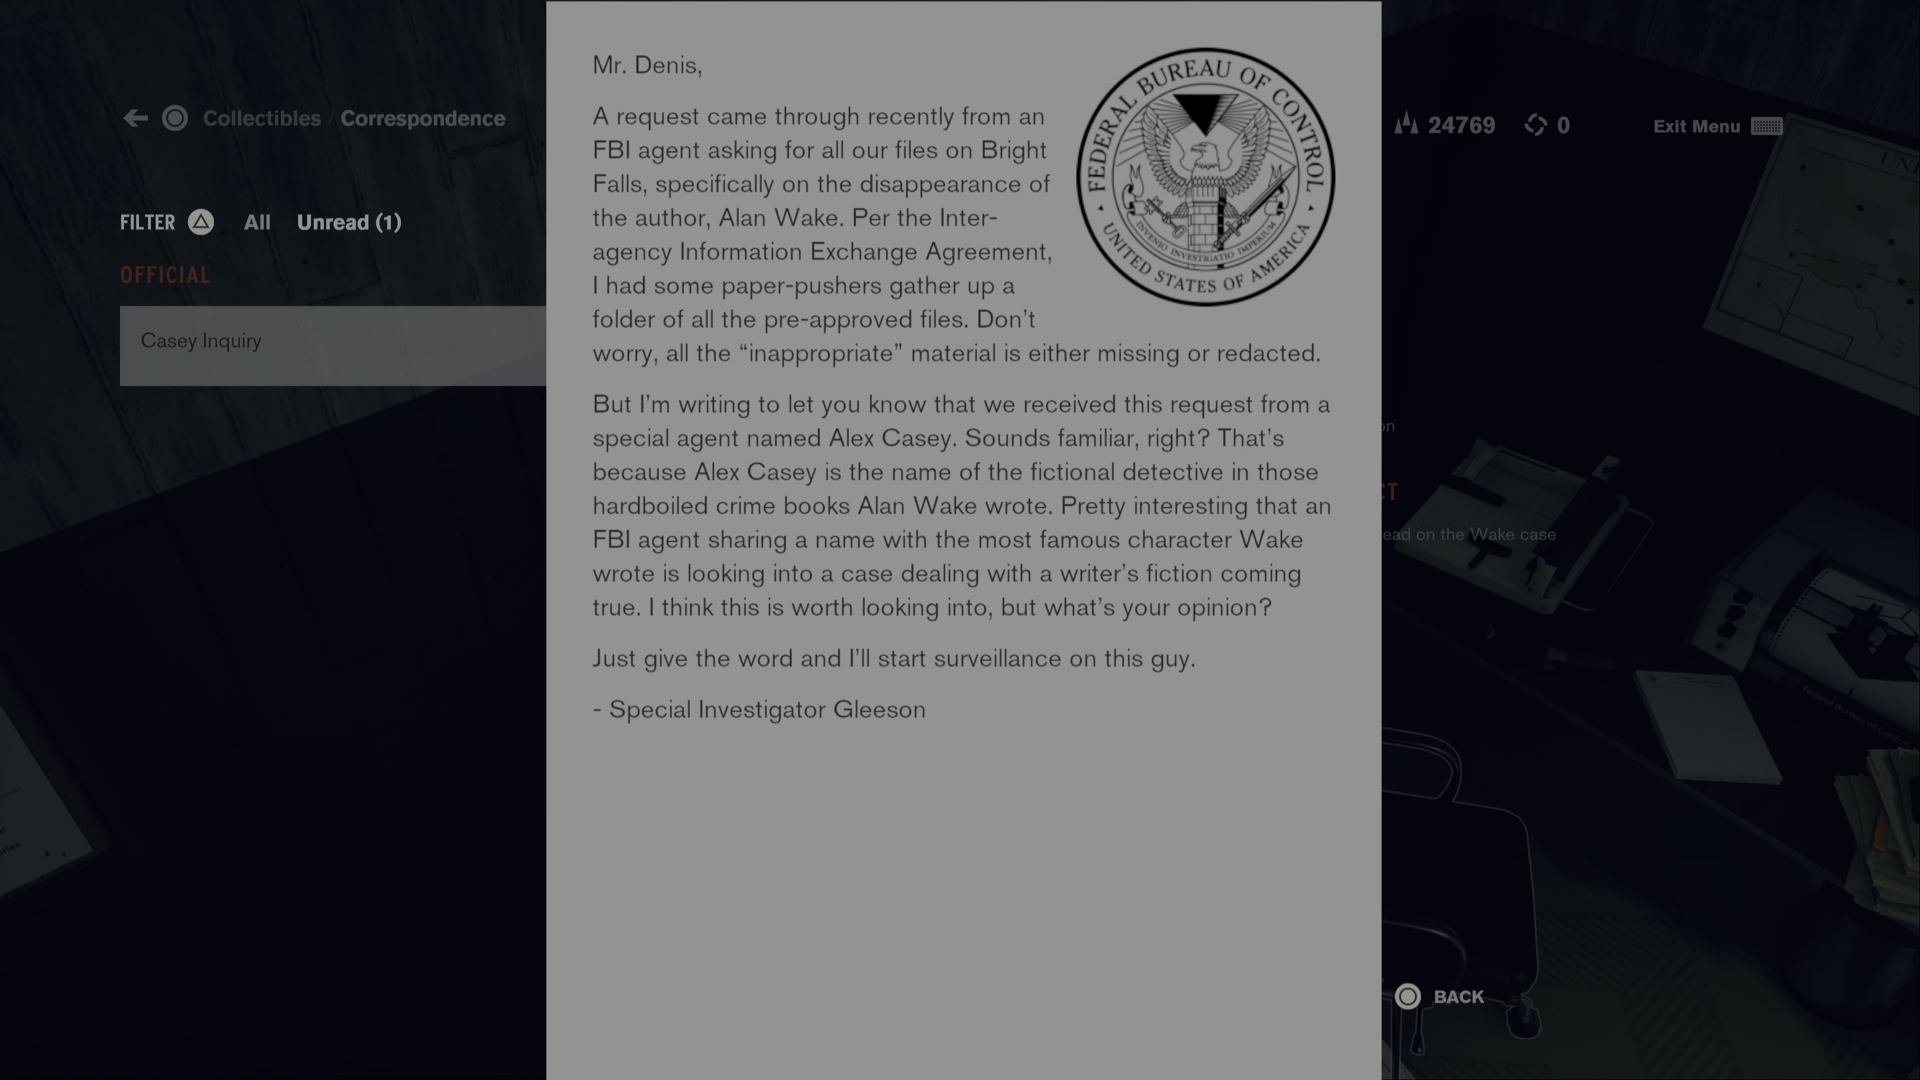 Collectibles / Correspondence
24769
0
Exit Menu
FILTER All Unread (1)
OFFICIAL
Casey Inquiry
Mr. Denis,
A request came through recently from an
FBI agent asking for all our files on Bright
Falls, specifically on the disappearance of
the author, Alan Wake. Per the Inter-
agency Information Exchange Agreement,
I had some paper-pushers gather up a
folder of all the pre-approved files. Don't
worry, all the “inappropriate” material is either missing or redacted.
But I'm writing to let you know that we received this request from a
special agent named Alex Casey. Sounds familiar, right? That's
because Alex Casey is the name of the fictional detective in those
hardboiled crime books Alan Wake wrote. Pretty interesting that an
FBI agent sharing a name with the most famous character Wake
wrote is looking into a case dealing with a writer's fiction coming
true. I think this is worth looking into, but what's your opinion?
Just give the word and I'll start surveillance on this guy.
- Special Investigator Gleeson
FEDERAL BUREAU OF CONTROL
UNITED STATES OF AMERICA
INVENIO INVESTIGATIO IMPERIUM
on the Wake case
BACK